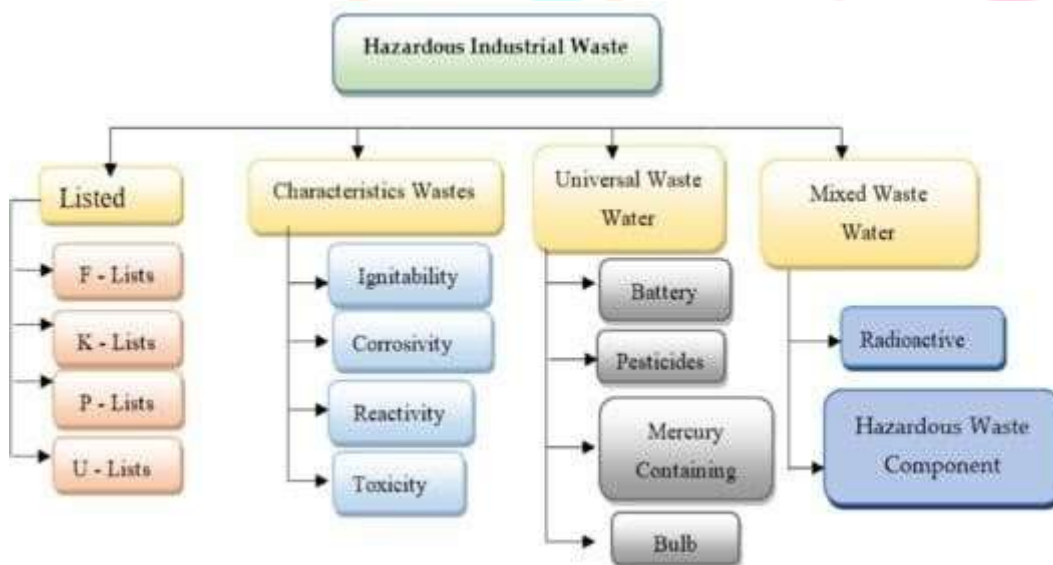 Hazardous Industrial Waste
Listed
F - Lists
K - Lists
P - Lists
U - Lists
Characteristics Wastes
Ignitability
Corrosivity
Reactivity
Toxicity
Universal Waste
Water
Battery
Pesticides
Mercury
Containing
Bulb
Mixed Waste
Water
Radioactive
Hazardous Waste
Component